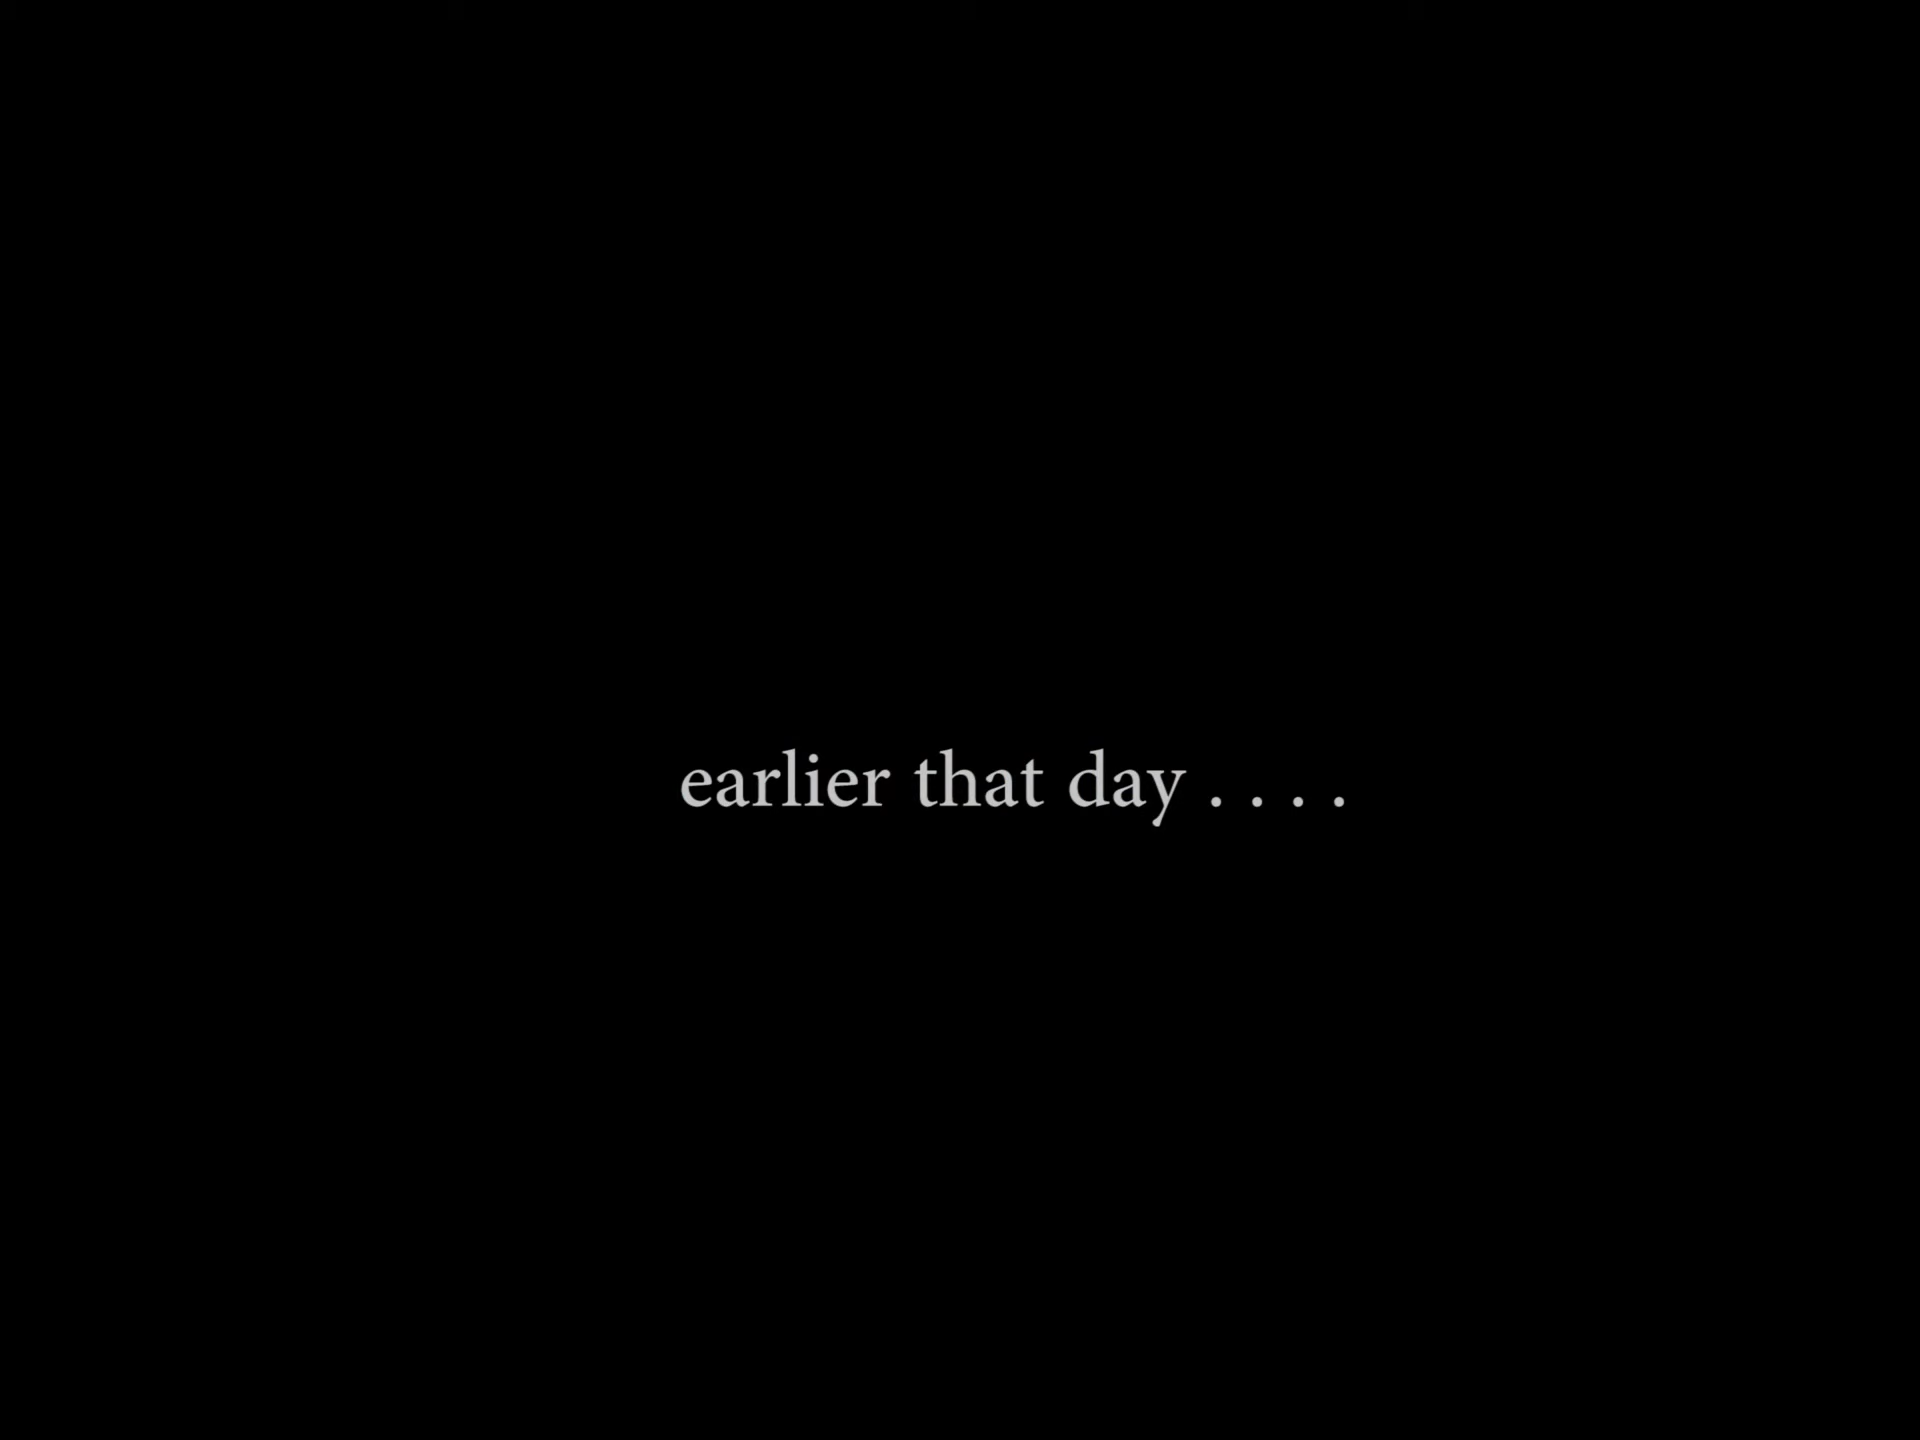 earlier that day . . . .